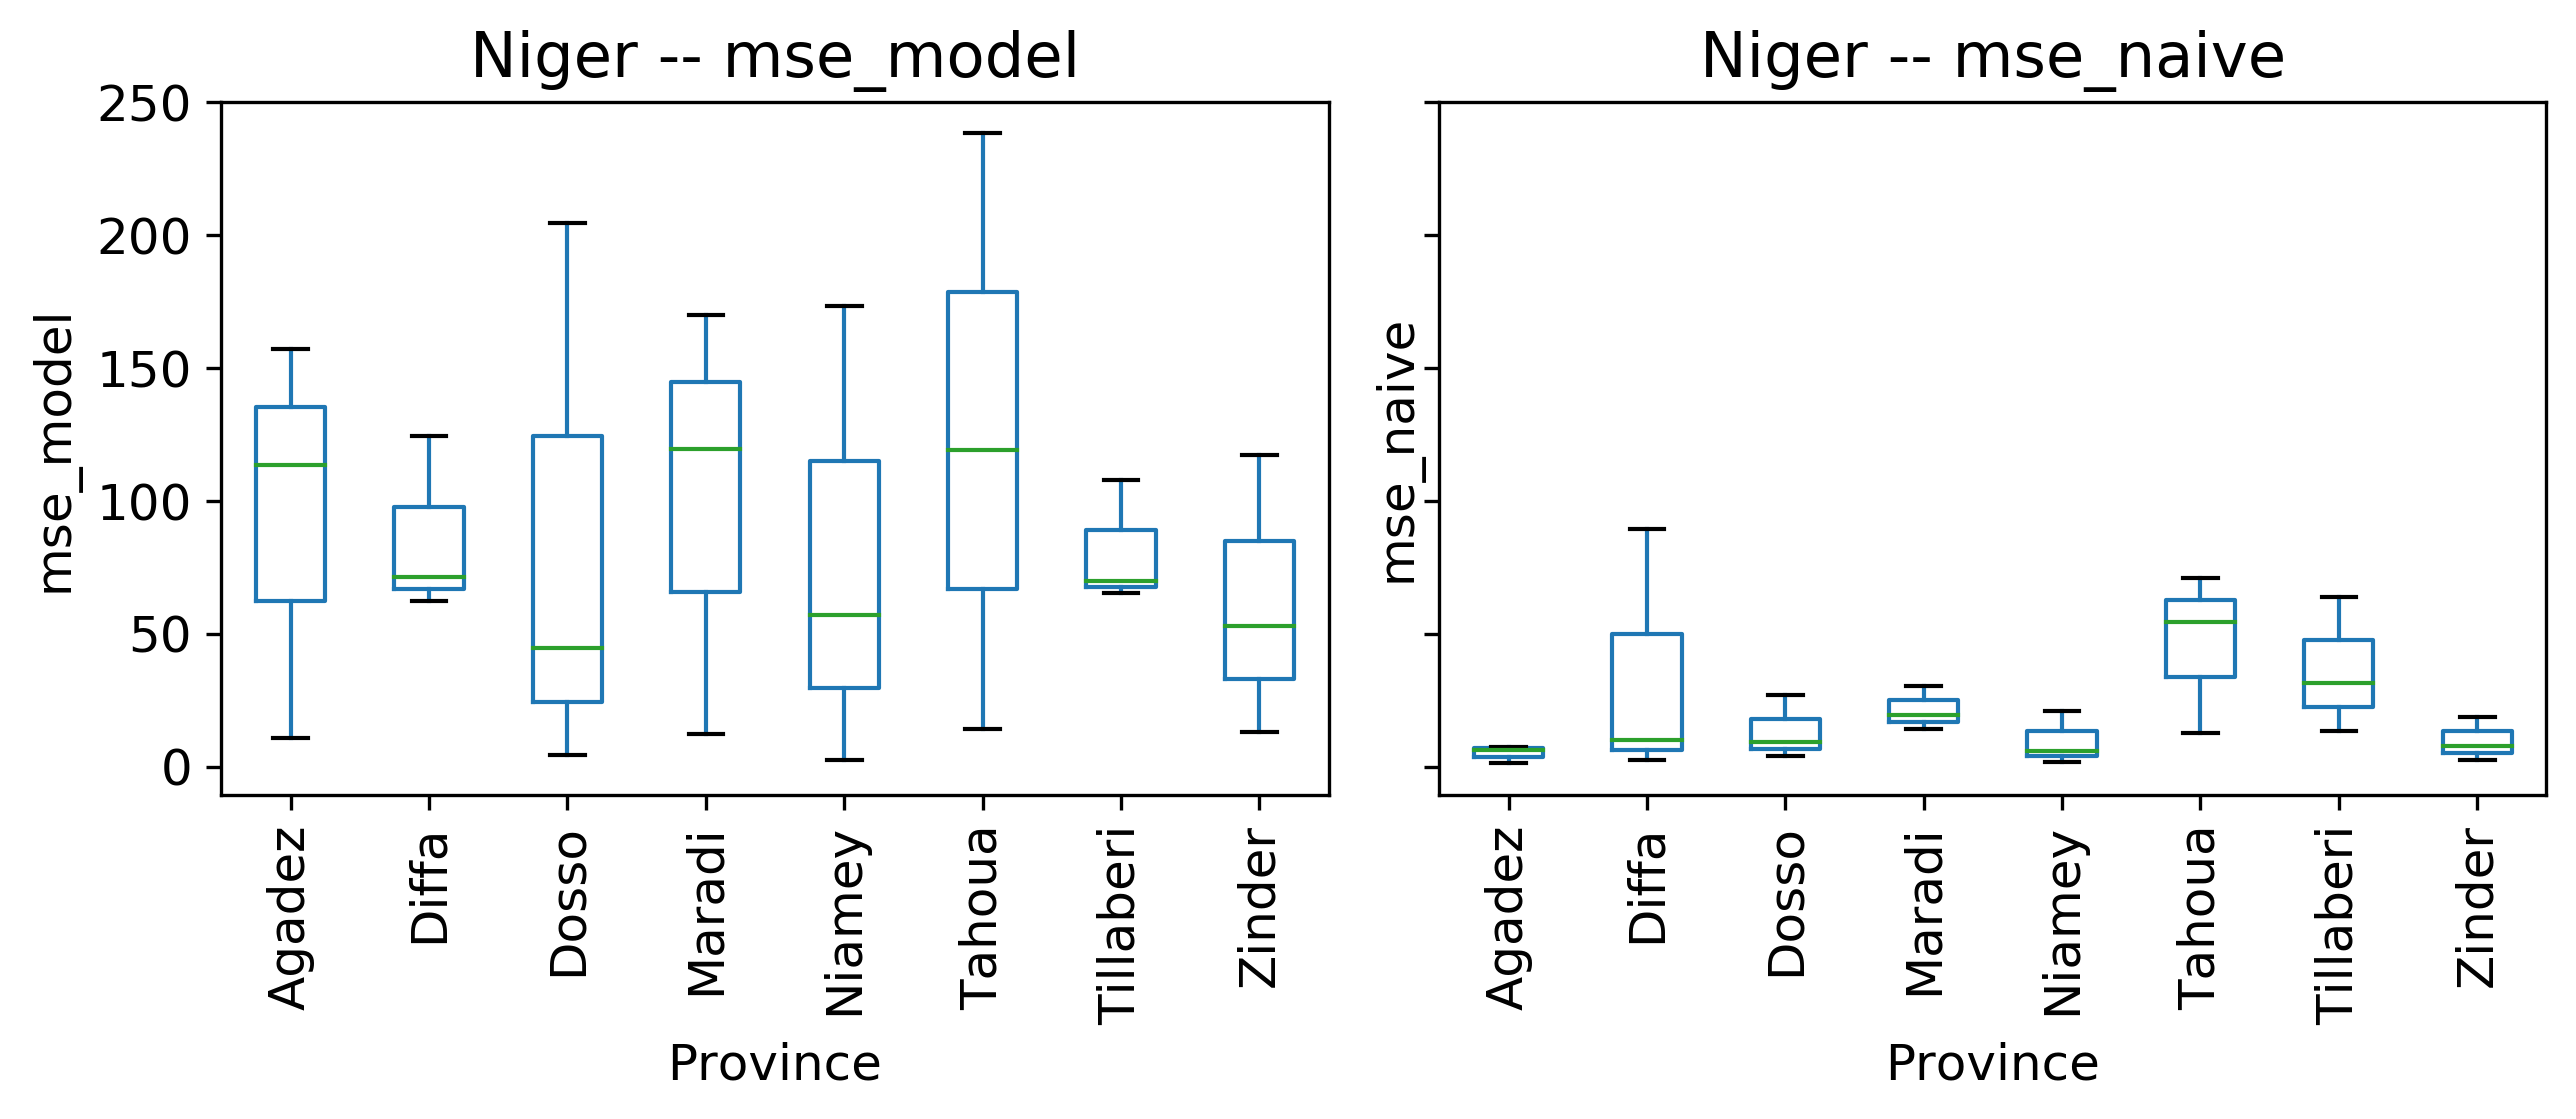 Niger -- mse_model
mse_model
250
200
150
100
50
0
Agadez
Diffa
Dosso
Maradi
Niamey
Tahoua
Tillaberi
Zinder
Province
Niger -- mse_naive
mse_naive
Agadez
Diffa
Dosso
Maradi
Niamey
Tahoua
Tillaberi
Zinder
Province